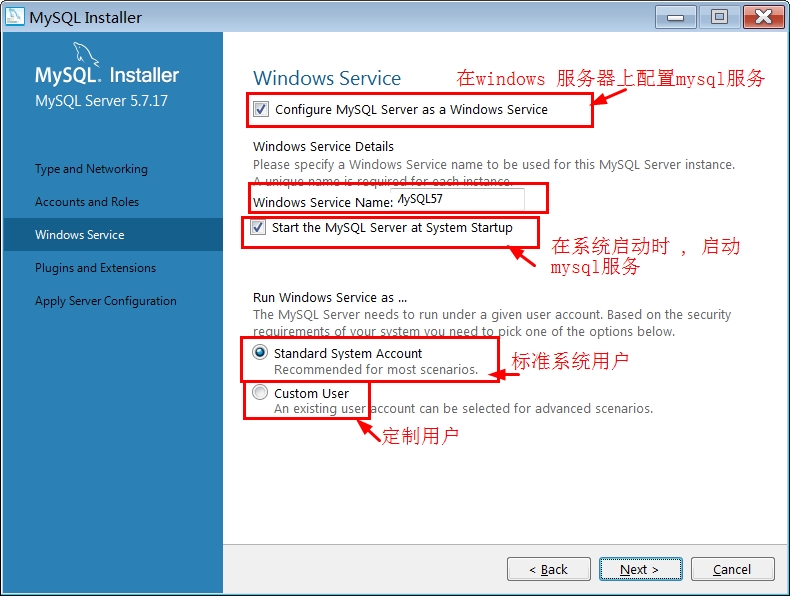 MySQL Installer
MySQL. Installer
MySQL Server 5.7.17
Type and Networking
Accounts and Roles
Windows Service
Plugins and Extensions
Apply Server Configuration
Windows Service
在windows 服务器上配置mysql服务
Configure MySQL Server as a Windows Service
Windows Service Details
Please specify a Windows Service name to be used for this MySQL Server instance.
A unique name is required for each instance.
Windows Service Name: MySQL57
Start the MySQL Server at System Startup
在系统启动时 , 启动
mysql服务
Run Windows Service as ...
The MySQL Server needs to run under a given user account. Based on the security
requirements of your system you need to pick one of the options below.
Standard System Account
Recommended for most scenarios.
标准系统用户
Custom User
An existing user account can be selected for advanced scenarios.
定制用户
< Back
Next >
Cancel